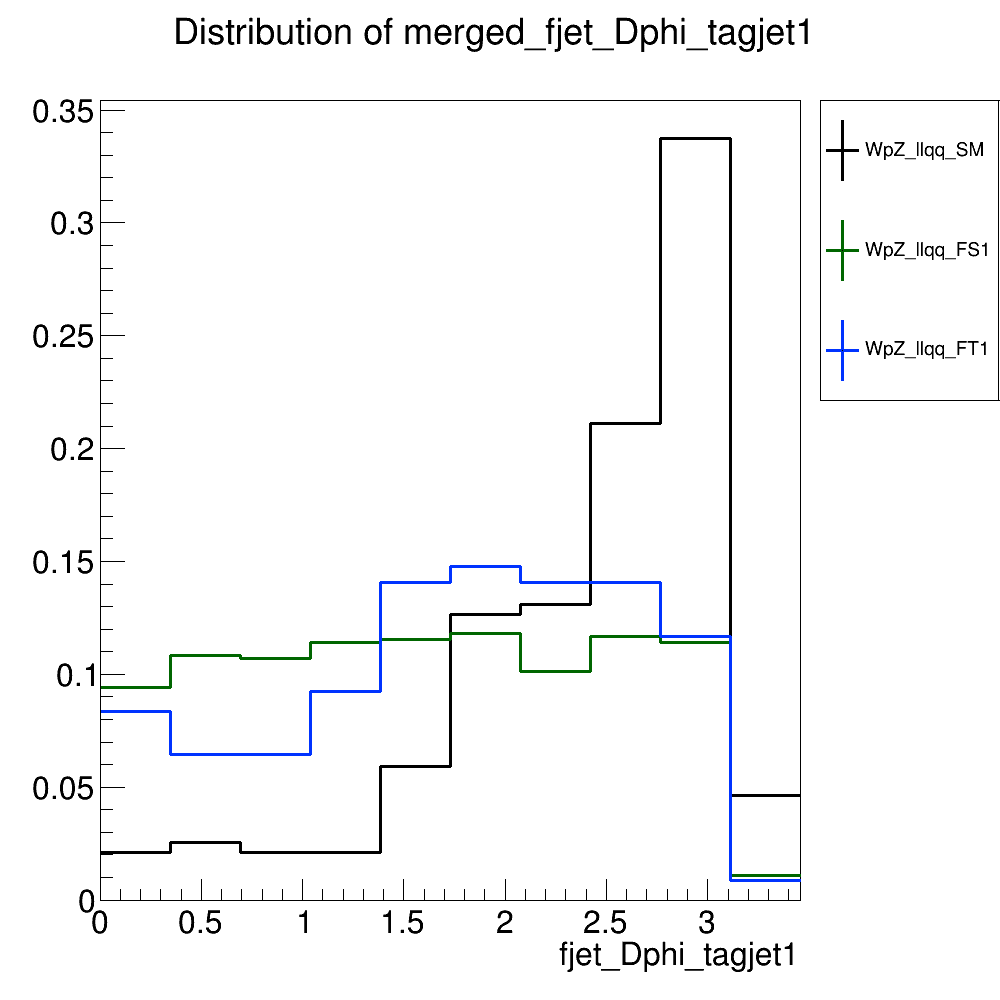 Distribution of merged_fjet_Dphi_tagjet1
0.35
0.3
0.25
0.2
0.15
0.1
0.05
0
0 0.5 1 1.5 2 2.5 3
fjet_Dphi_tagjet1
WpZ_llqq_SM
WpZ_llqq_FS1
WpZ_llqq_FT1